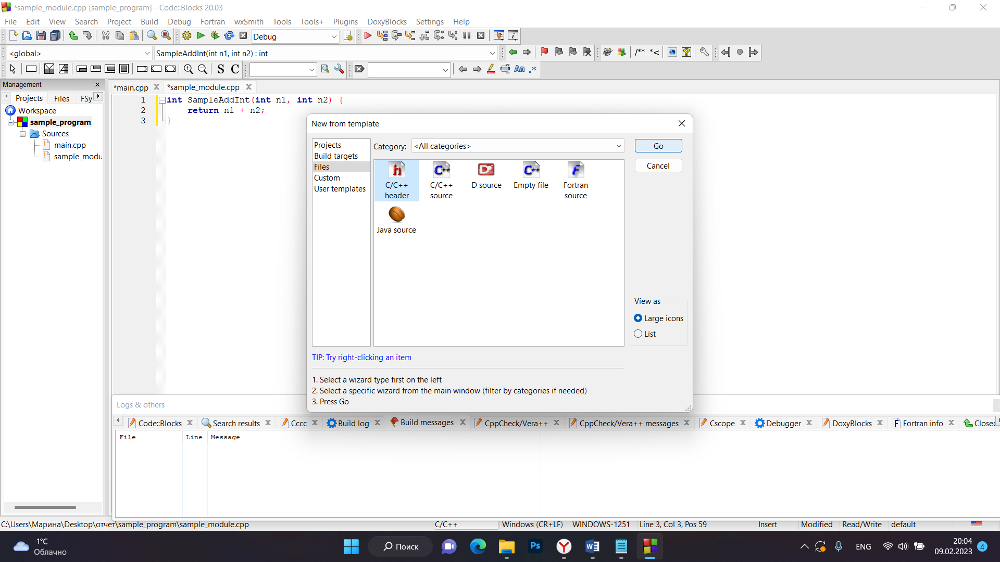 *sample_module.cpp [sample_program] - Code::Blocks 20.03
File Edit View Search Project Build Debug Fortran wxSmith Tools Tools+ Plugins DoxyBlocks Settings Help
Debug
<global> SampleAddInt(int n1, int n2) : int
/** *<
S C
Aa .*
Management
*main.cpp *sample_module.cpp
Projects Files FSy
Workspace
sample_program
Sources
main.cpp
sample_modu
1 int SampleAddInt(int n1, int n2) {
2 return n1 + n2;
3 }
New from template
Projects
Build targets
Files
Custom
User templates
Category: <All categories>
Go
Cancel
C/C++ header
C/C++ source
D source
Empty file
Fortran source
Java source
View as
Large icons
List
TIP: Try right-clicking an item
1. Select a wizard type first on the left
2. Select a specific wizard from the main window (filter by categories if needed)
3. Press Go
Logs & others
Code::Blocks Search results Cccc Build log Build messages CppCheck/Vera++ CppCheck/Vera++ messages Cscope Debugger DoxyBlocks Fortran info Closed
File Line Message
C:\Users\Марина\Desktop\отчет\sample_program\sample_module.cpp C/C++ Windows (CR+LF) WINDOWS-1251 Line 3, Col 3, Pos 59 Insert Modified Read/Write default
-1°C
Облачно
Поиск
Ps
ENG
20:04
09.02.2023
4